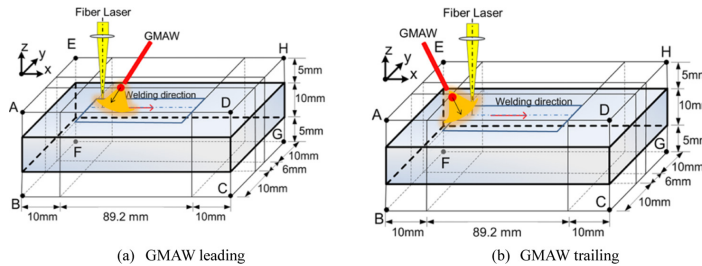 (a)
Fiber Laser
GMAW
z
y
x
E
H
A
D
Welding direction
F
G
B
C
5mm
10mm
5mm
10mm
6mm
10mm
10mm
89.2 mm
10mm
(a) GMAW leading
(b)
Fiber Laser
GMAW
z
y
x
E
H
A
D
Welding direction
F
G
B
C
5mm
10mm
5mm
10mm
6mm
10mm
10mm
89.2 mm
10mm
(b) GMAW trailing